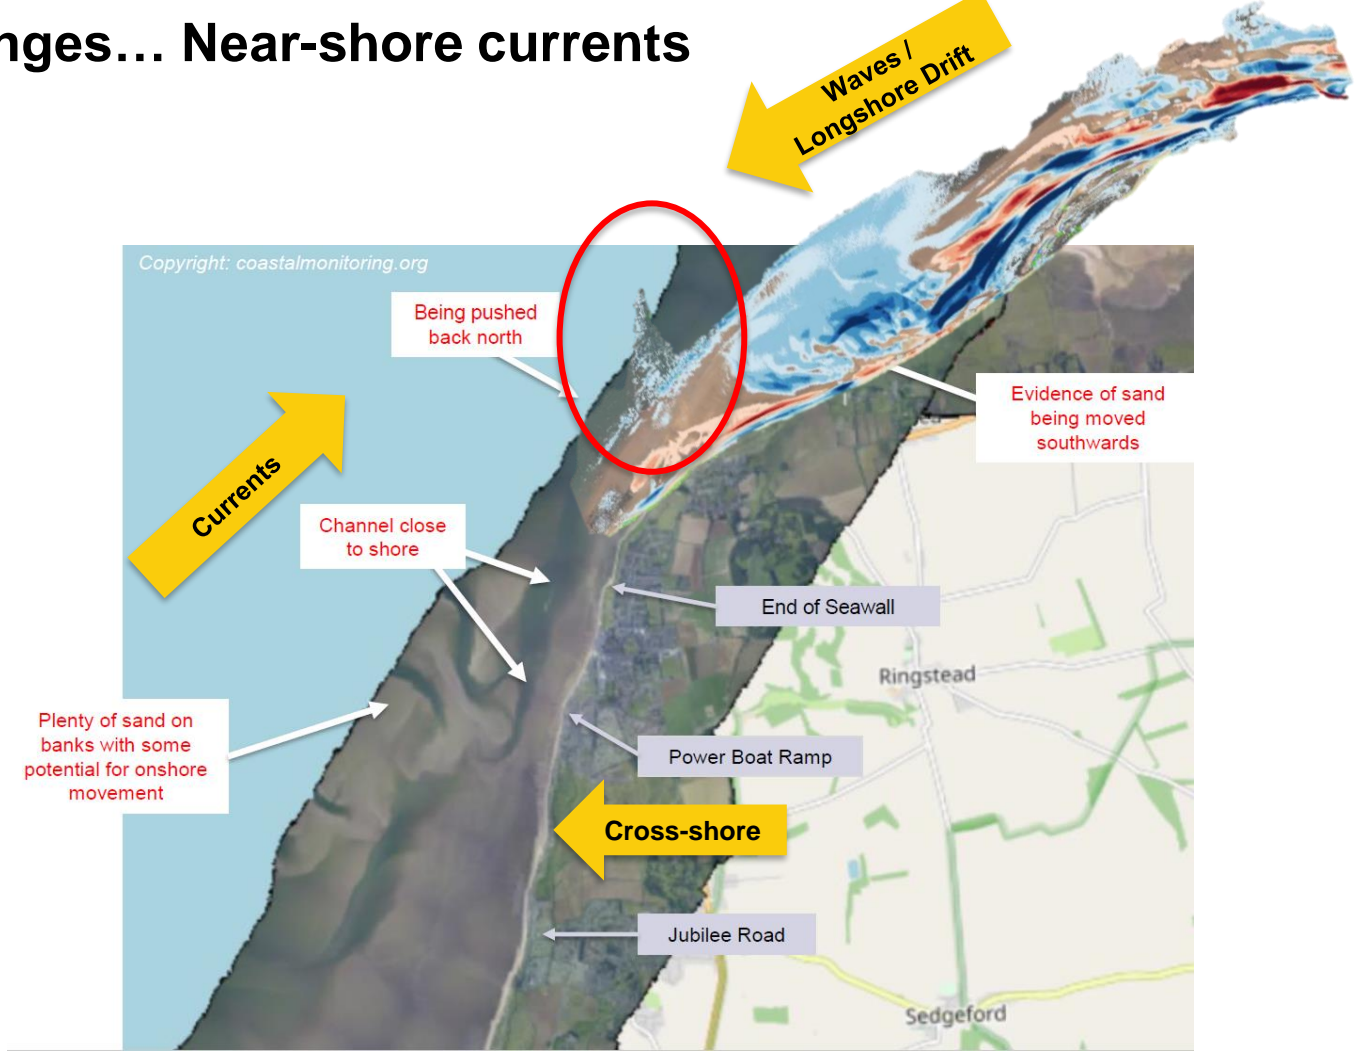 nges… Near-shore currents
Waves /
Longshore Drift
Copyright: coastalmonitoring.org
Being pushed
back north
Evidence of sand
being moved
southwards
Currents
Channel close
to shore
End of Seawall
Ringstead
Plenty of sand on
banks with some
potential for onshore
movement
Power Boat Ramp
Cross-shore
Jubilee Road
Sedgeford